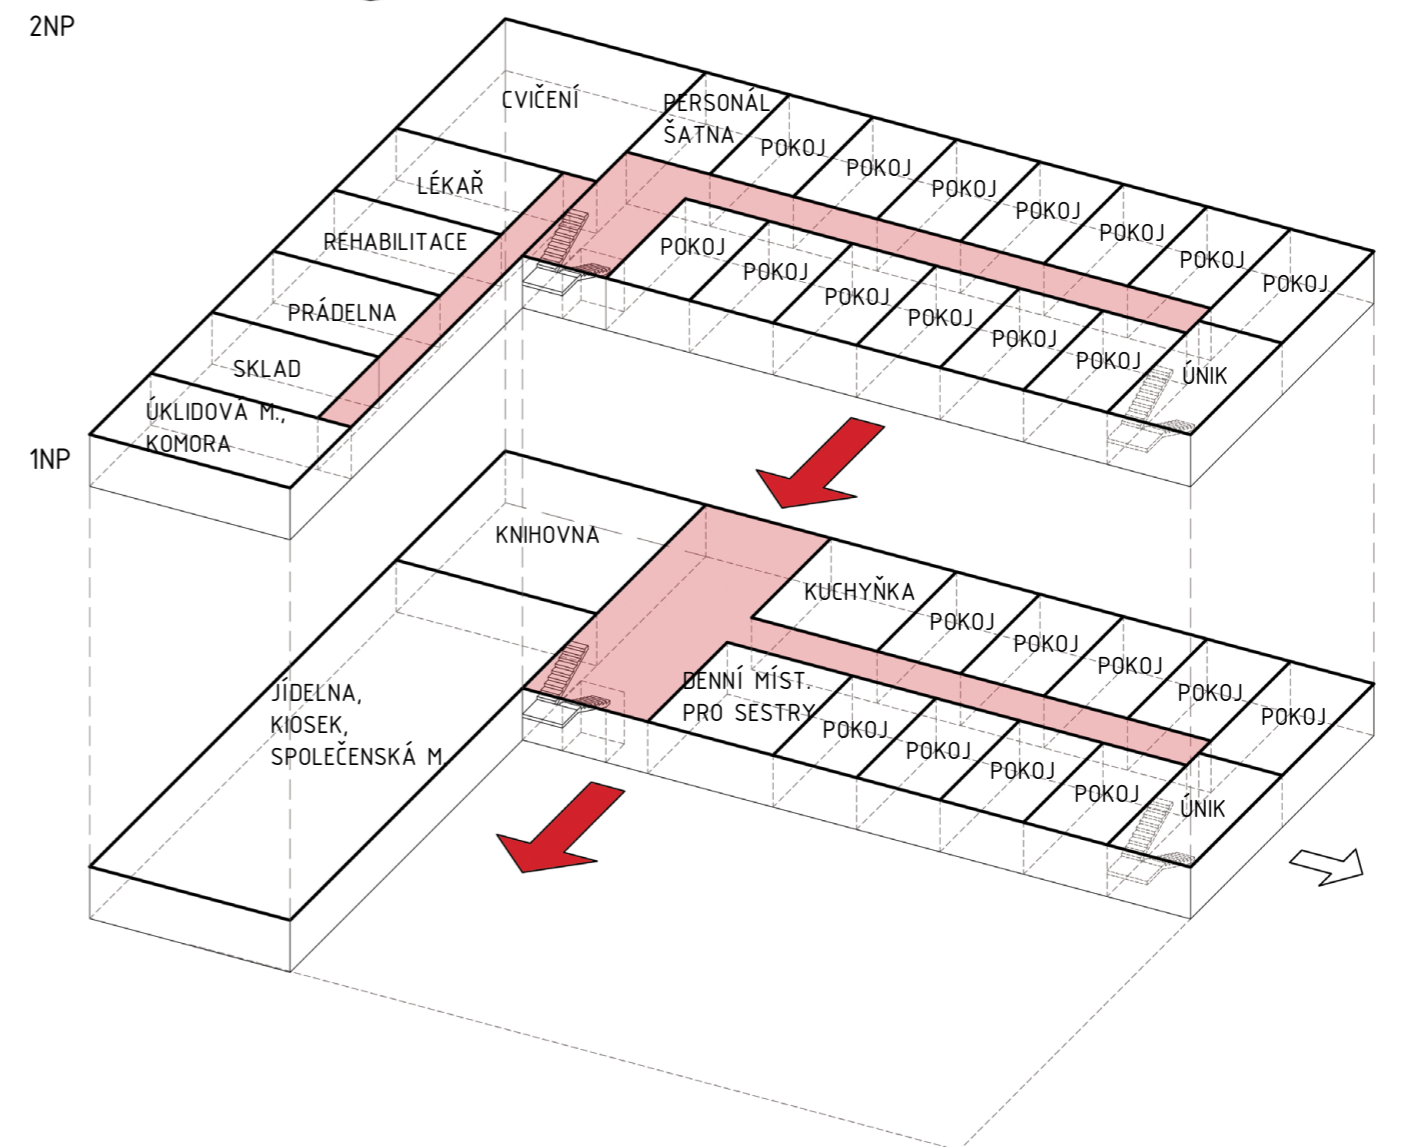 2NP
CVIČENÍ
PERSONÁL
ŠATNA
POKOJ
POKOJ
POKOJ
POKOJ
POKOJ
POKOJ
POKOJ
LÉKAŘ
REHABILITACE
PRÁDELNA
SKLAD
ÚKLIDOVÁ M.,
KOMORA
POKOJ
POKOJ
POKOJ
POKOJ
POKOJ
POKOJ
ÚNIK
1NP
KNIHOVNA
KUCHYŇKA
POKOJ
POKOJ
POKOJ
POKOJ
POKOJ
JÍDELNA,
KIOSEK,
SPOLEČENSKÁ M
DENNÍ MÍST.
PRO SESTRY
POKOJ
POKOJ
POKOJ
POKOJ
ÚNIK